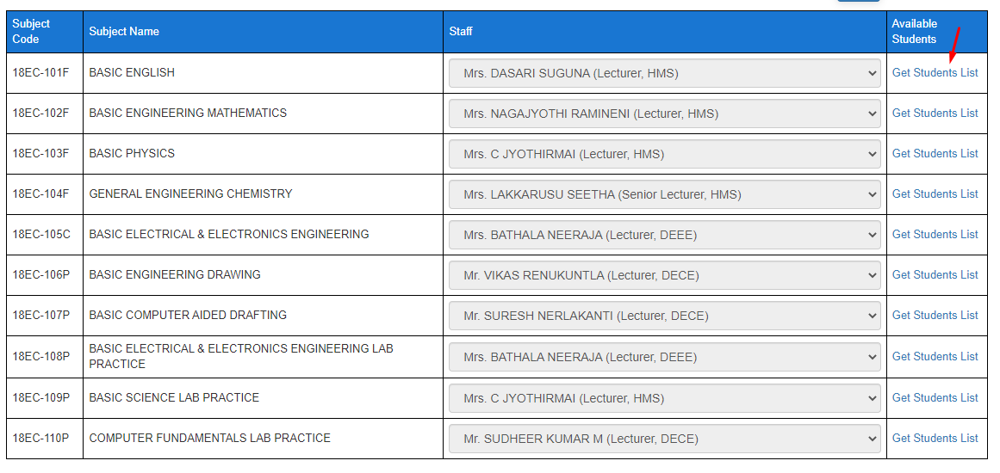 Subject Code
Subject Name
Staff
Available Students
18EC-101F BASIC ENGLISH Mrs. DASARI SUGUNA (Lecturer, HMS) Get Students List
18EC-102F BASIC ENGINEERING MATHEMATICS Mrs. NAGAJYOTHI RAMINENI (Lecturer, HMS) Get Students List
18EC-103F BASIC PHYSICS Mrs. C JYOTHIRMAI (Lecturer, HMS) Get Students List
18EC-104F GENERAL ENGINEERING CHEMISTRY Mrs. LAKKARUSU SEETHA (Senior Lecturer, HMS) Get Students List
18EC-105C BASIC ELECTRICAL & ELECTRONICS ENGINEERING Mrs. BATHALA NEERAJA (Lecturer, DEEE) Get Students List
18EC-106P BASIC ENGINEERING DRAWING Mr. VIKAS RENUKUNTLA (Lecturer, DECE) Get Students List
18EC-107P BASIC COMPUTER AIDED DRAFTING Mr. SURESH NERLAKANTI (Lecturer, DECE) Get Students List
18EC-108P BASIC ELECTRICAL & ELECTRONICS ENGINEERING LAB PRACTICE Mrs. BATHALA NEERAJA (Lecturer, DEEE) Get Students List
18EC-109P BASIC SCIENCE LAB PRACTICE Mrs. C JYOTHIRMAI (Lecturer, HMS) Get Students List
18EC-110P COMPUTER FUNDAMENTALS LAB PRACTICE Mr. SUDHEER KUMAR M (Lecturer, DECE) Get Students List